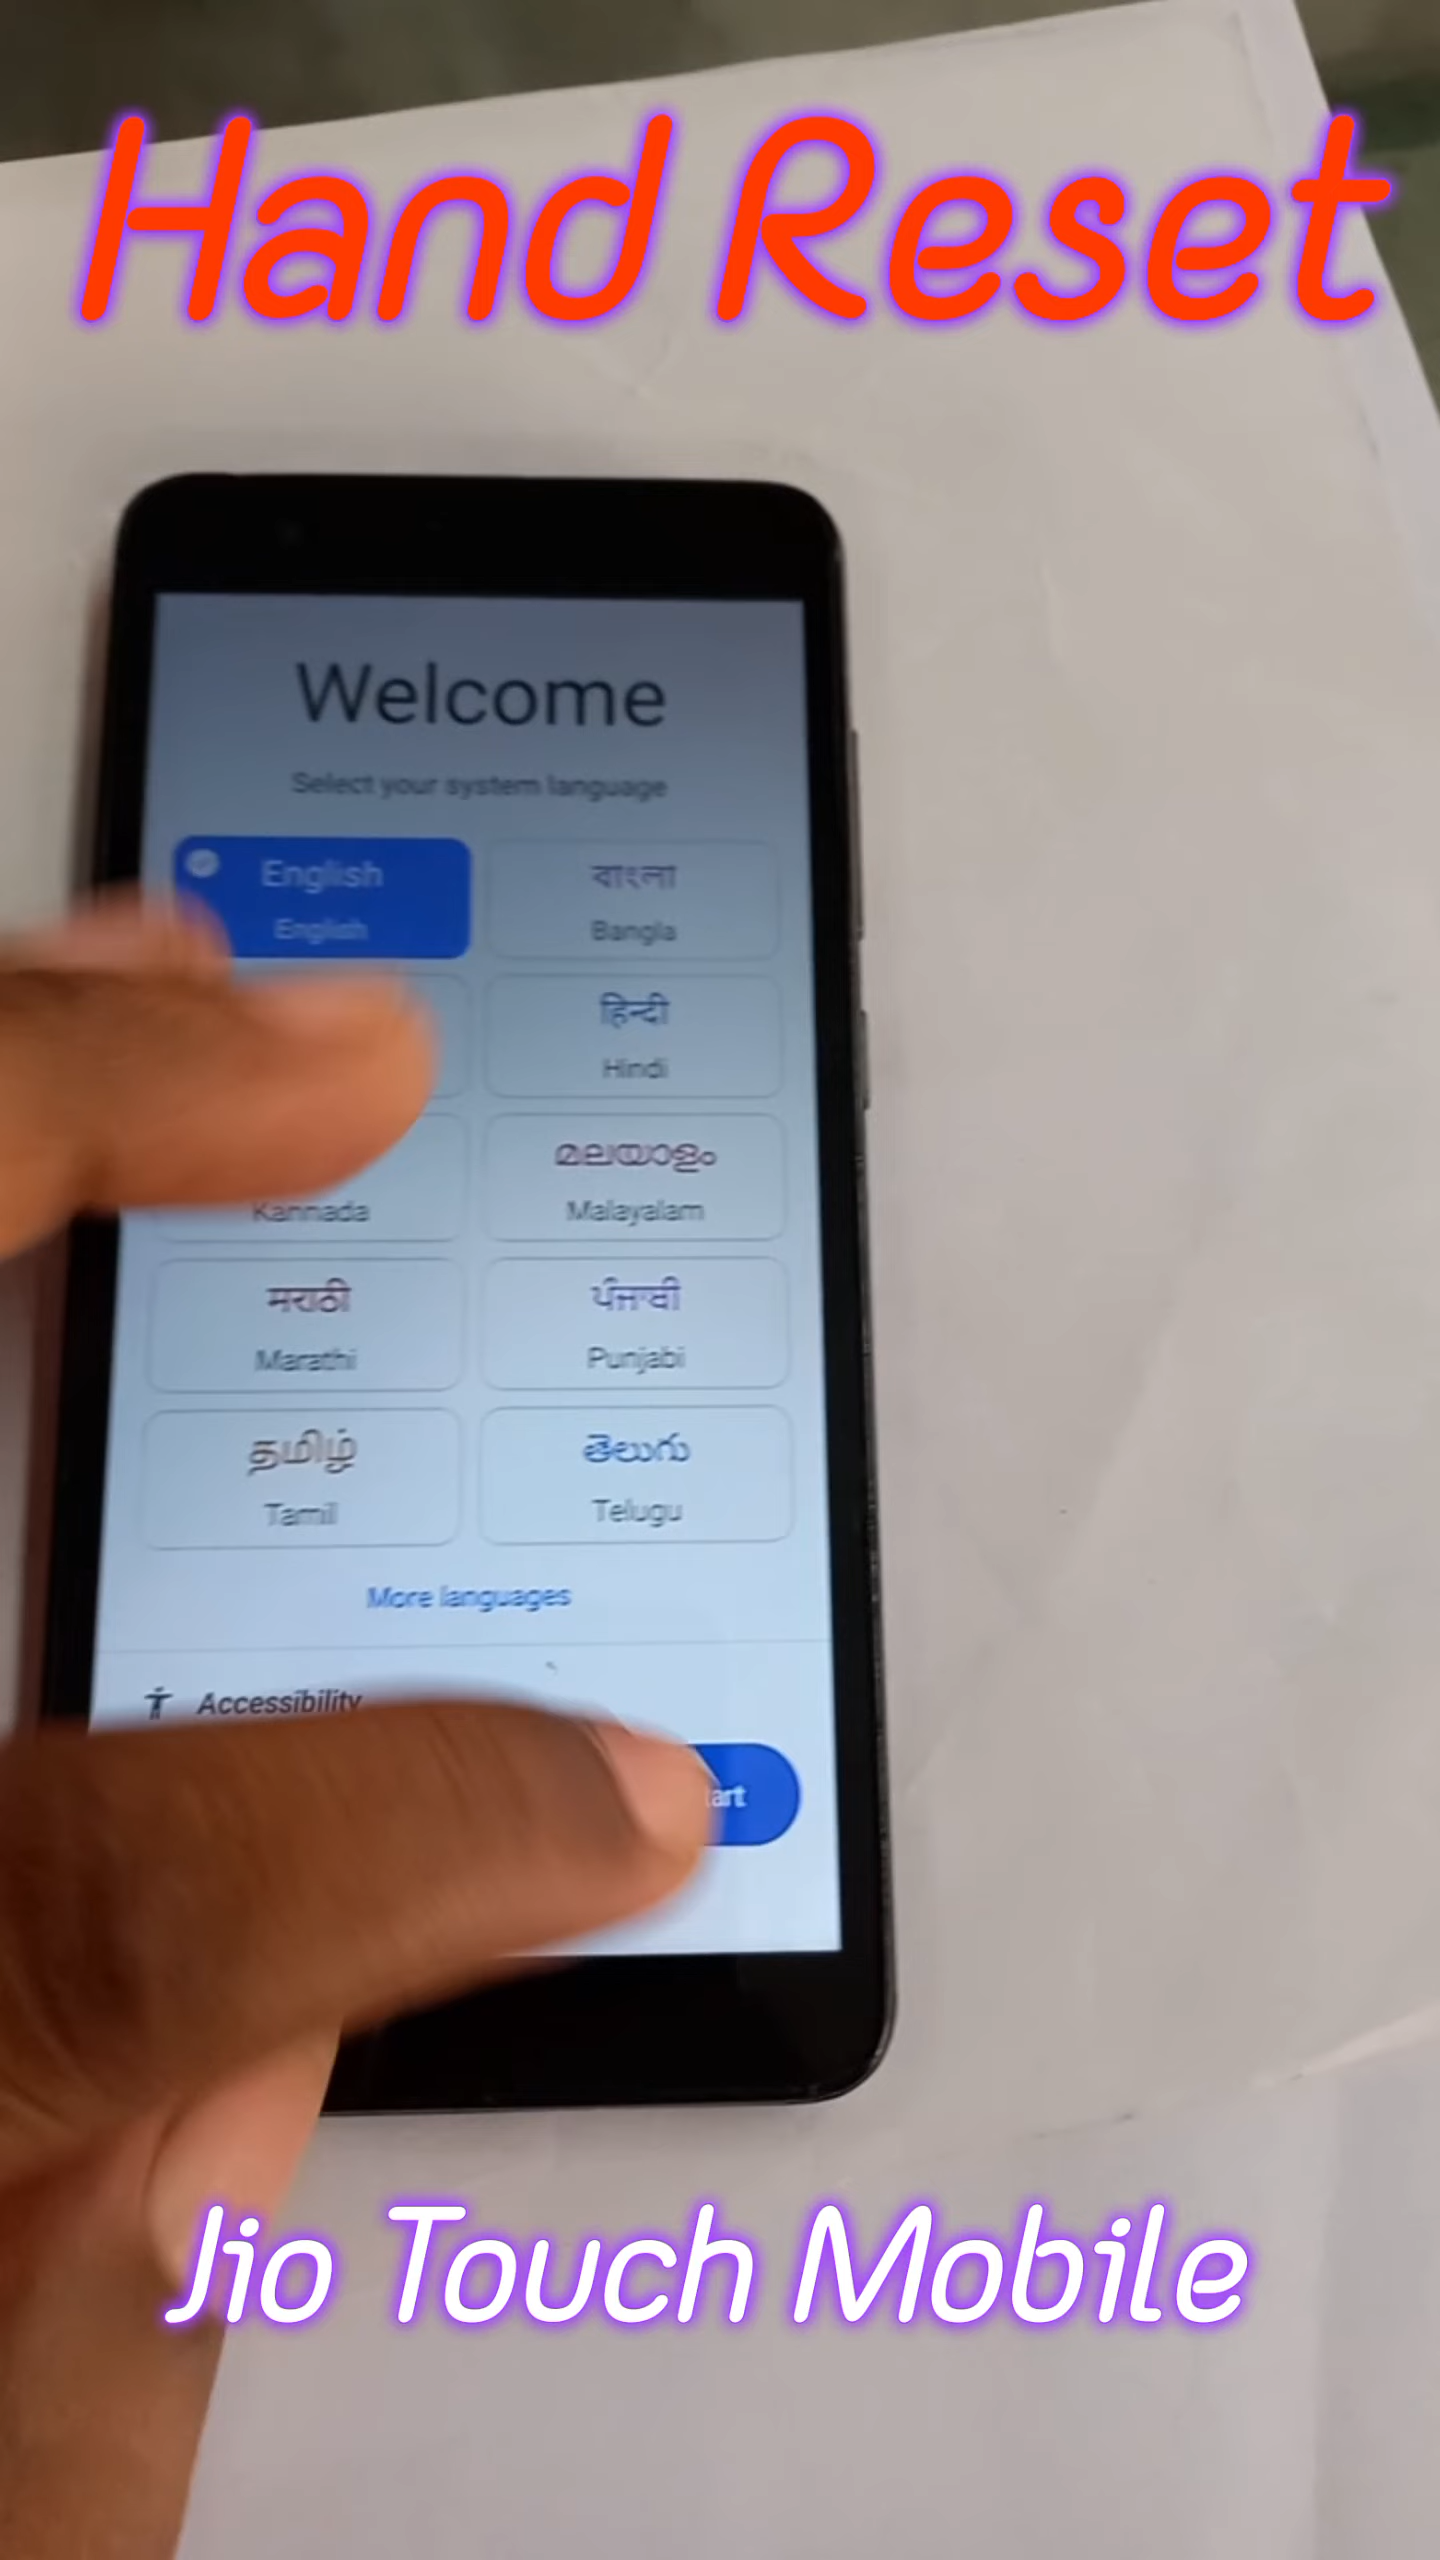 Hand Reset
Welcome
Select your system language
English
English
বাংলা
Bangla
हिन्दी
Hindi
മലയാളം
Kannada
Malayalam
मराठी
Marathi
ਪੰਜਾਬੀ
Punjabi
தமிழ்
Tamil
తెలుగు
Telugu
More languages
Accessibility
Jio Touch Mobile